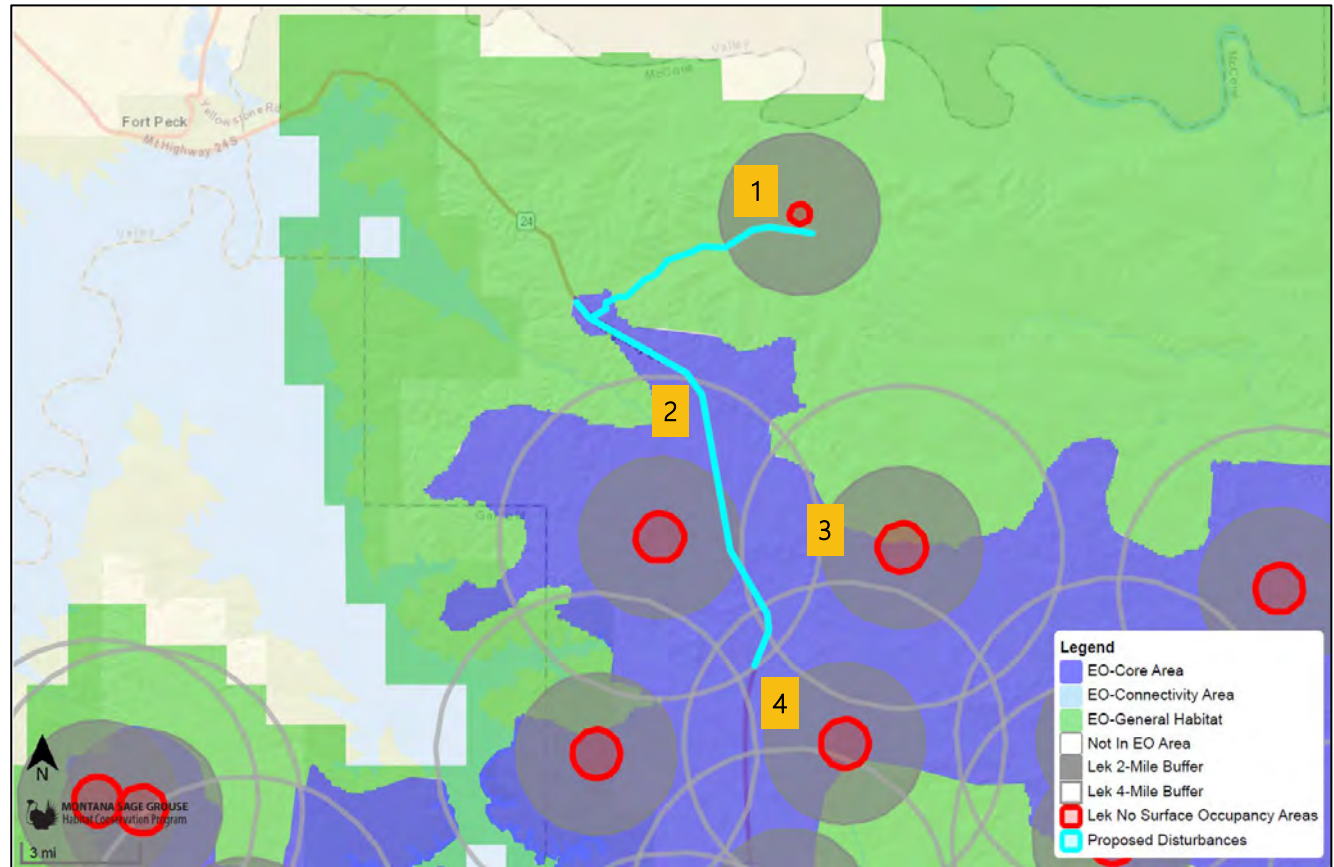 Valley
McCone
McCone
Yellowstone Rd
Fort Peck
Mt Highway 24 S
1
24
Valley
2
3
4
N
MONTANA SAGE GROUSE
Habitat Conservation Program
3 mi
Legend
EO-Core Area
EO-Connectivity Area
EO-General Habitat
Not In EO Area
Lek 2-Mile Buffer
Lek 4-Mile Buffer
Lek No Surface Occupancy Areas
Proposed Disturbances